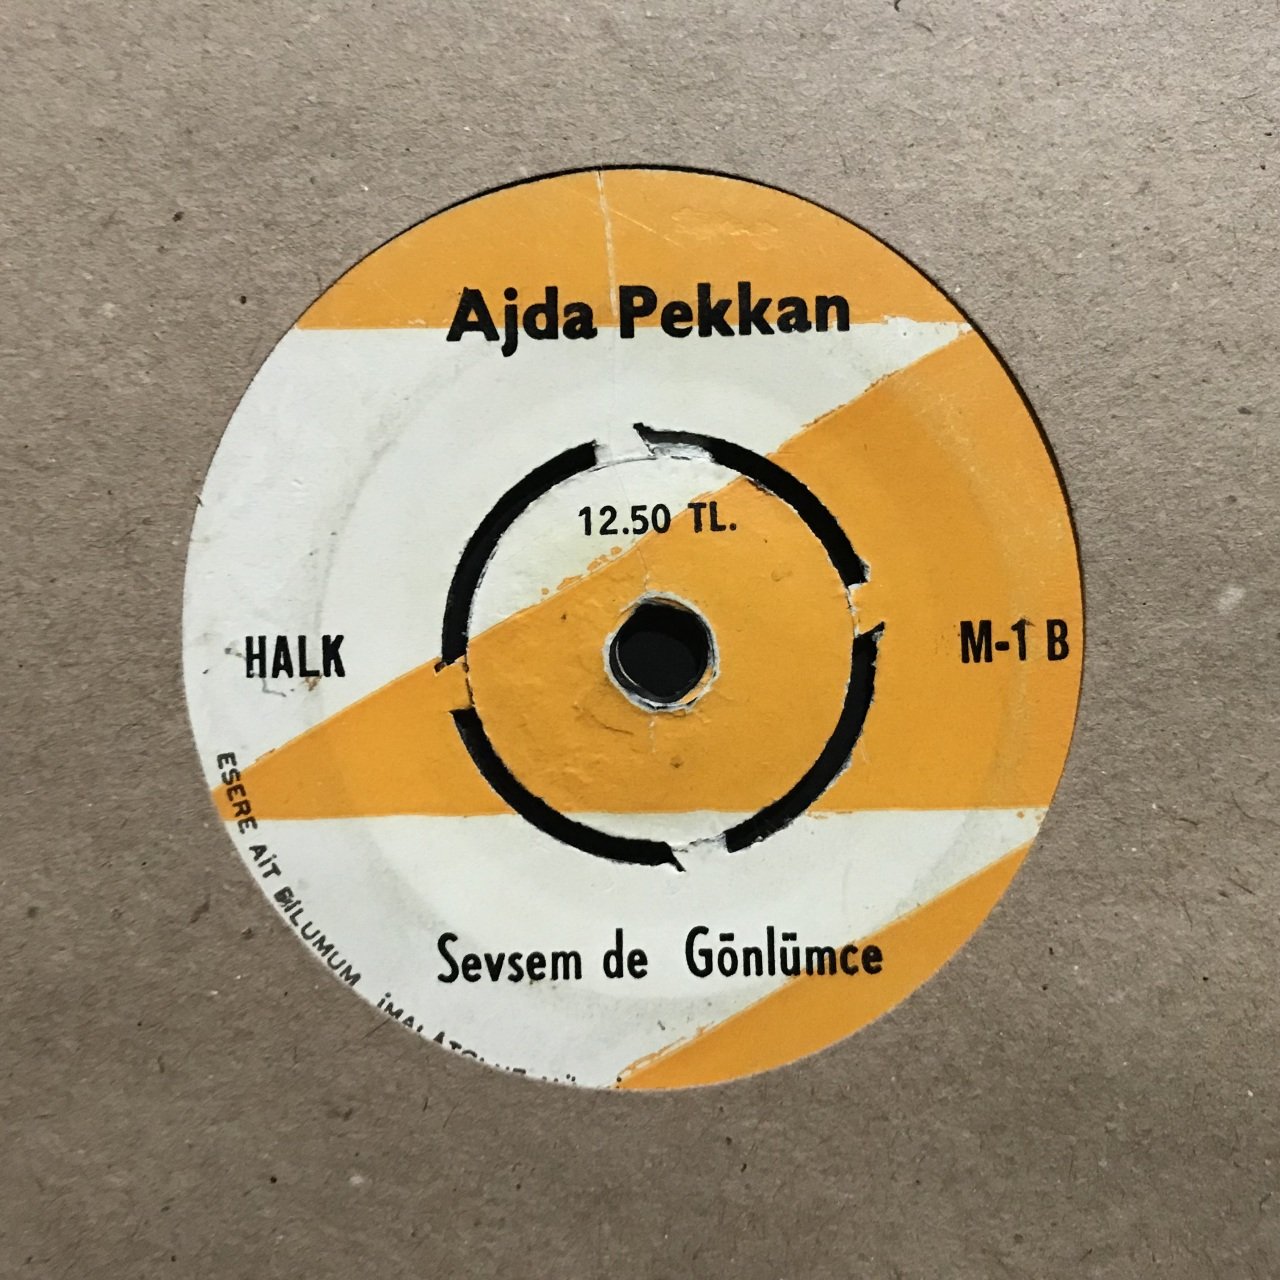 Ajda Pekkan
12.50 TL.
HALK
M-1 B
Sevsem de Gönlümce
ESERE AİT BİLUMUM